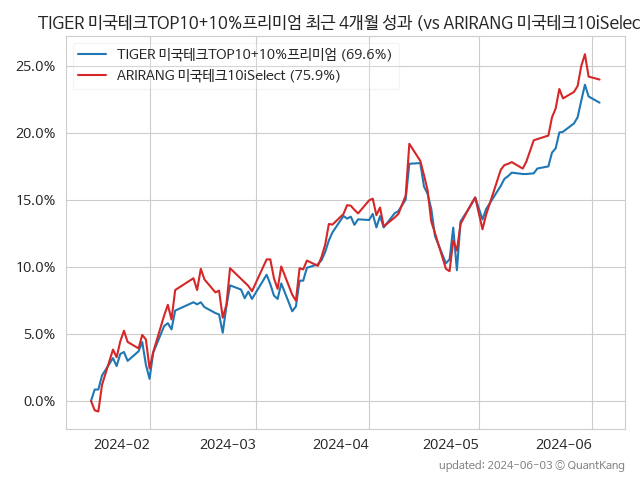 TIGER 미국테크TOP10+10%프리미엄 최근 4개월 성과 (vs ARIRANG 미국테크10iSelec
TIGER 미국테크TOP10+10%프리미엄 (69.6%)
ARIRANG 미국테크10iSelect (75.9%)
25.0%
20.0%
15.0%
10.0%
5.0%
0.0%
2024-02 2024-03 2024-04 2024-05 2024-06
updated: 2024-06-03 © QuantKang